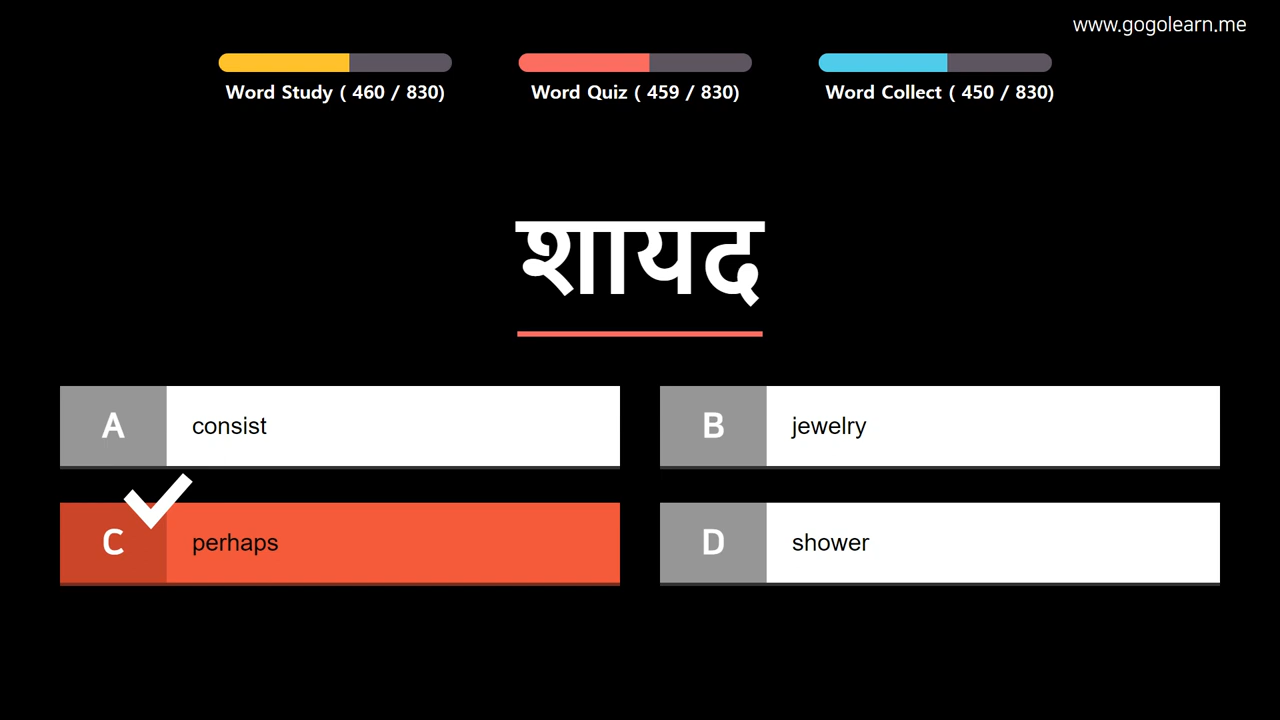 www.gogolearn.me
Word Study ( 460 / 830)
Word Quiz ( 459 / 830)
Word Collect ( 450 / 830)
शायद
A consist
B jewelry
C perhaps
D shower